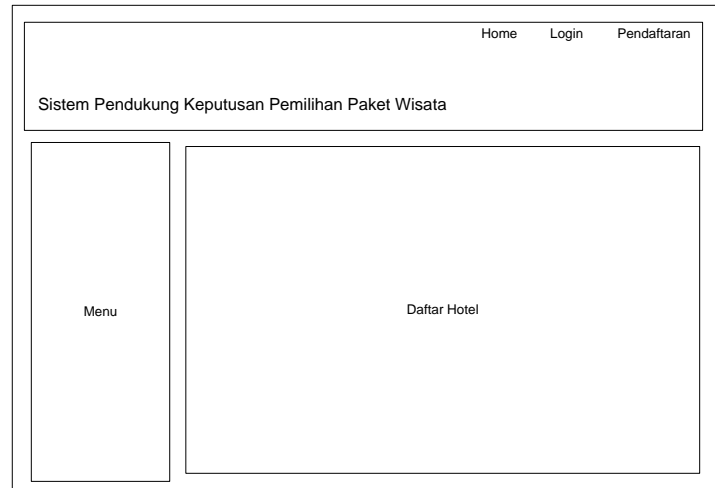 Home Login Pendaftaran
Sistem Pendukung Keputusan Pemilihan Paket Wisata
Menu
Daftar Hotel